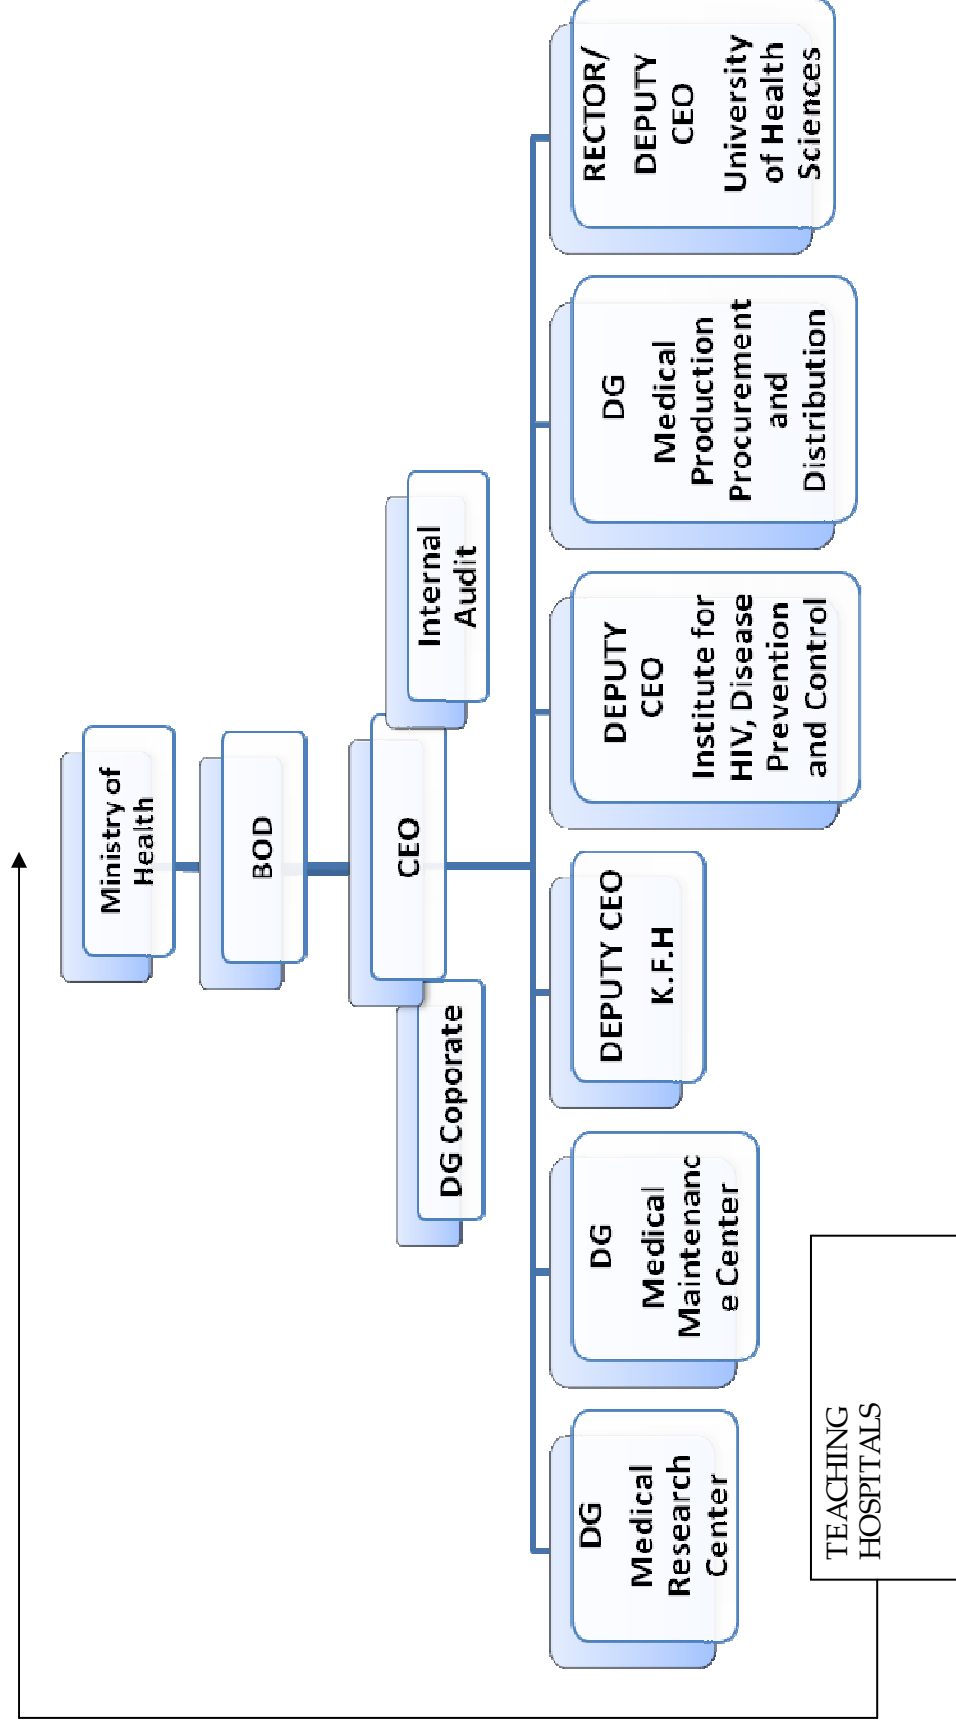 Ministry of
Health
BOD
CEO
DG Coporate
Internal
Audit
DG
Medical
Research
Center
DG
Medical
Maintenanc
e Center
DEPUTY CEO
K.F.H
DEPUTY
CEO
Institute for
HIV, Disease
Prevention
and Control
DG
Medical
Production
Procurement
and
Distribution
RECTOR/
DEPUTY
CEO
University
of Health
Sciences
TEACHING
HOSPITALS